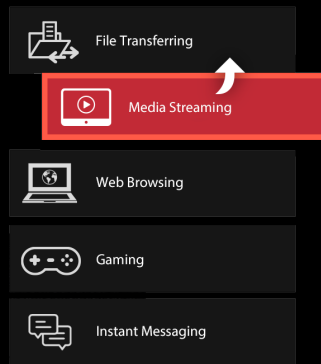 File Transferring
Media Streaming
Web Browsing
Gaming
Instant Messaging